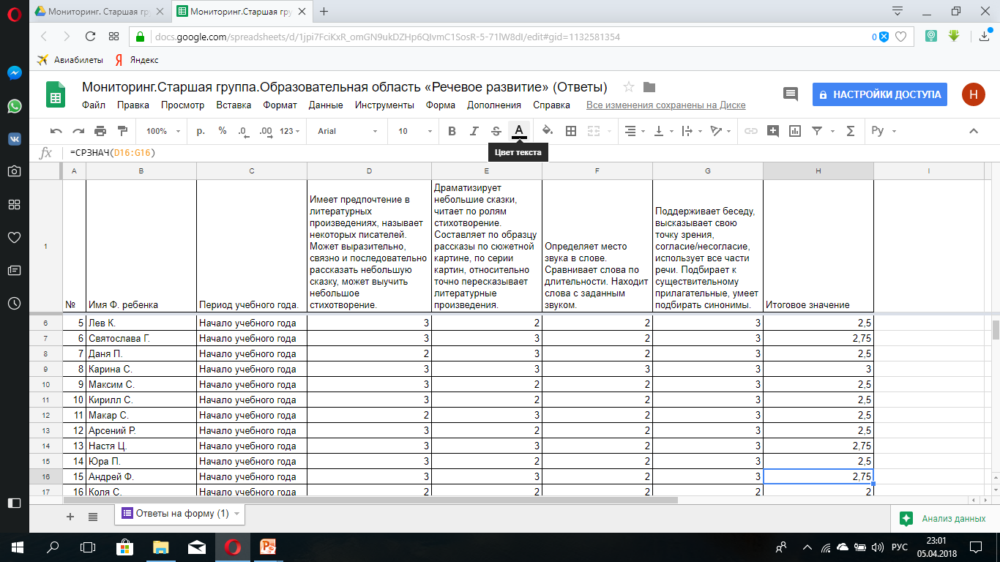 Мониторинг. Старшая гр
Мониторинг.Старшая гру
docs.google.com/spreadsheets/d/1jpi7FciKxR_omGN9ukDZHp6QIvmC1SosR-5-71lW8dI/edit#gid=1132581354
0
Авиабилеты
Яндекс
Мониторинг.Старшая группа.Образовательная область «Речевое развитие» (Ответы)
НАСТРОЙКИ ДОСТУПА
Н
Файл Правка Просмотр Вставка Формат Данные Инструменты Форма Дополнения Справка Все изменения сохранены на Диске
100% р. % .0 .00 123 Arial 10 B I S A Σ Ру
Цвет текста
fx =СРЗНАЧ(D16:G16)
A B C D E F G H I
1
№
Имя Ф. ребенка
Период учебного года.
Имеет предпочтение в
литературных
произведениях, называет
некоторых писателей.
Может выразительно,
связно и последовательно
рассказать небольшую
сказку, может выучить
небольшое
стихотворение.
Драматизирует
небольшие сказки,
читает по ролям
стихотворение.
Составляет по образцу
рассказы по сюжетной
картине, по серии
картин, относительно
точно пересказывает
литературные
произведения.
Определяет место
звука в слове.
Сравнивает слова по
длительности. Находит
слова с заданным
звуком.
Поддерживает беседу,
высказывает свою
точку зрения,
согласие/несогласие,
использует все части
речи. Подбирает к
существительному
прилагательные, умеет
подбирать синонимы.
Итоговое значение
6 5 Лев К. Начало учебного года 3 2 2 3 2,5
7 6 Святослава Г. Начало учебного года 3 3 2 3 2,75
8 7 Даня П. Начало учебного года 2 3 2 3 2,5
9 8 Карина С. Начало учебного года 3 3 3 3 3
10 9 Максим С. Начало учебного года 3 2 2 3 2,5
11 10 Кирилл С. Начало учебного года 3 2 2 3 2,5
12 11 Макар С. Начало учебного года 2 3 2 3 2,5
13 12 Арсений Р. Начало учебного года 3 2 2 3 2,5
14 13 Настя Ц. Начало учебного года 3 3 2 3 2,75
15 14 Юра П. Начало учебного года 3 2 2 3 2,5
16 15 Андрей Ф. Начало учебного года 3 3 2 3 2,75
17 16 Коля С. Начало учебного года 2 2 2 2 2
Ответы на форму (1)
Анализ данных
РУС
23:01
05.04.2018